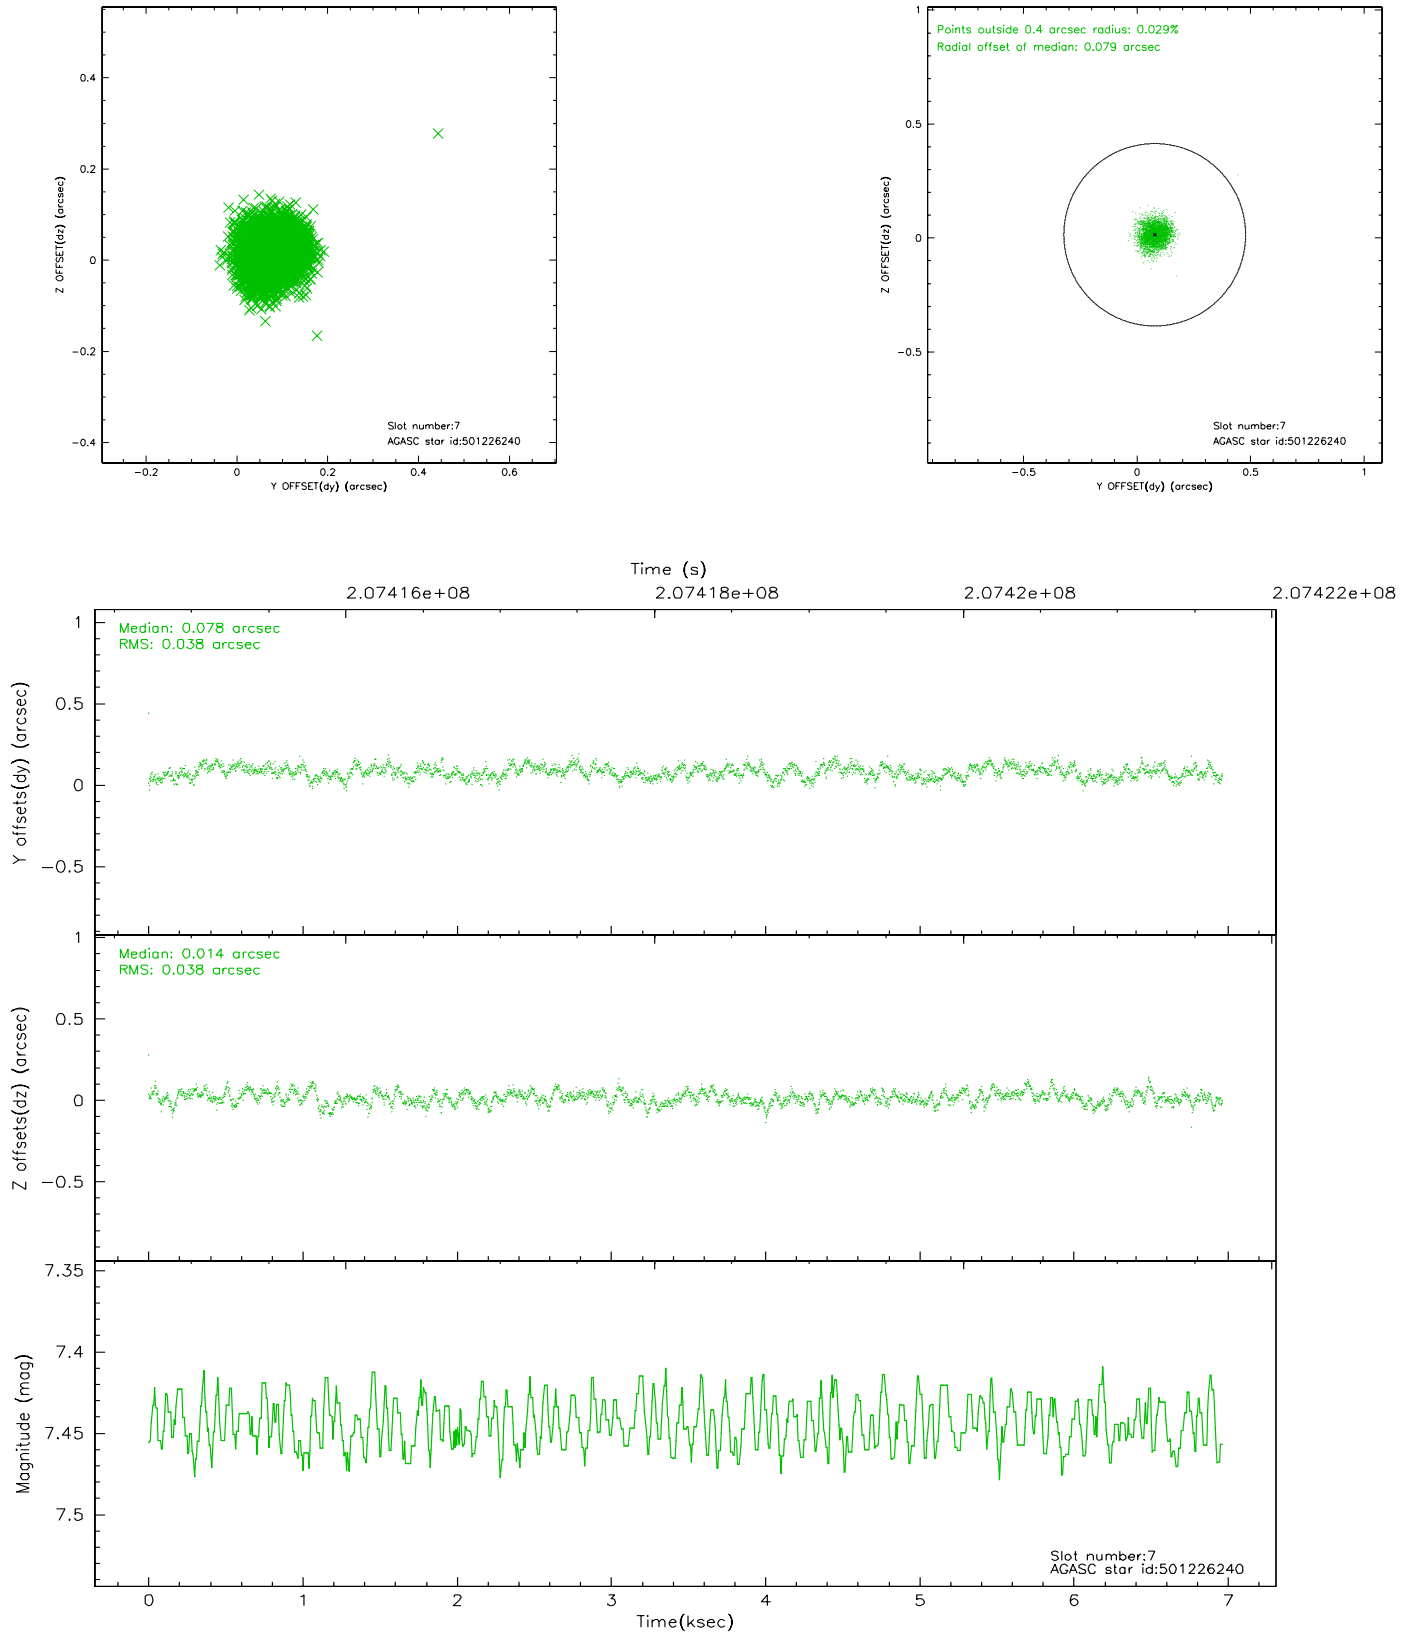 0.4
0.2
0
−0.2
−0.4
Z OFFSET(dz) (arcsec)
Slot number:7
AGASC star id:501226240
−0.2 0 0.2 0.4 0.6
Y OFFSET(dy) (arcsec)
Points outside 0.4 arcsec radius: 0.029%
Radial offset of median: 0.079 arcsec
1
0.5
0
−0.5
Z OFFSET(dz) (arcsec)
Slot number:7
AGASC star id:501226240
−0.5 0 0.5 1
Y OFFSET(dy) (arcsec)
Time (s)
2.07416e+08 2.07418e+08 2.0742e+08 2.07422e+08
Median: 0.078 arcsec
RMS: 0.038 arcsec
1
0.5
0
−0.5
Y offsets(dy) (arcsec)
Median: 0.014 arcsec
RMS: 0.038 arcsec
1
0.5
0
−0.5
Z offsets(dz) (arcsec)
7.35
7.4
7.45
7.5
Magnitude (mag)
Slot number:7
AGASC star id:501226240
0 1 2 3 4 5 6 7
Time(ksec)